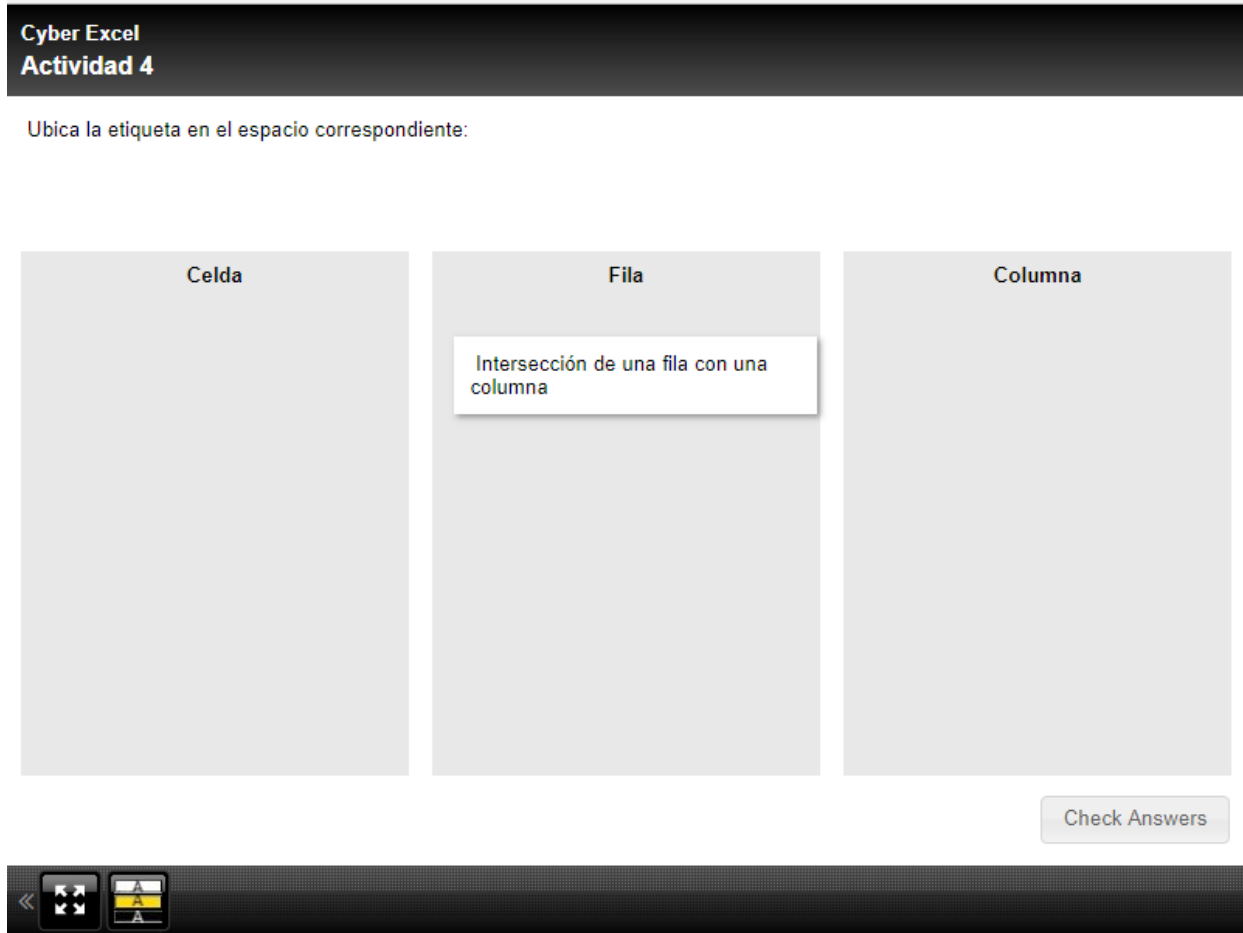 Cyber Excel
Actividad 4
Ubica la etiqueta en el espacio correspondiente:
Celda
Fila
Columna
Intersección de una fila con una
columna
Check Answers
A
A
A